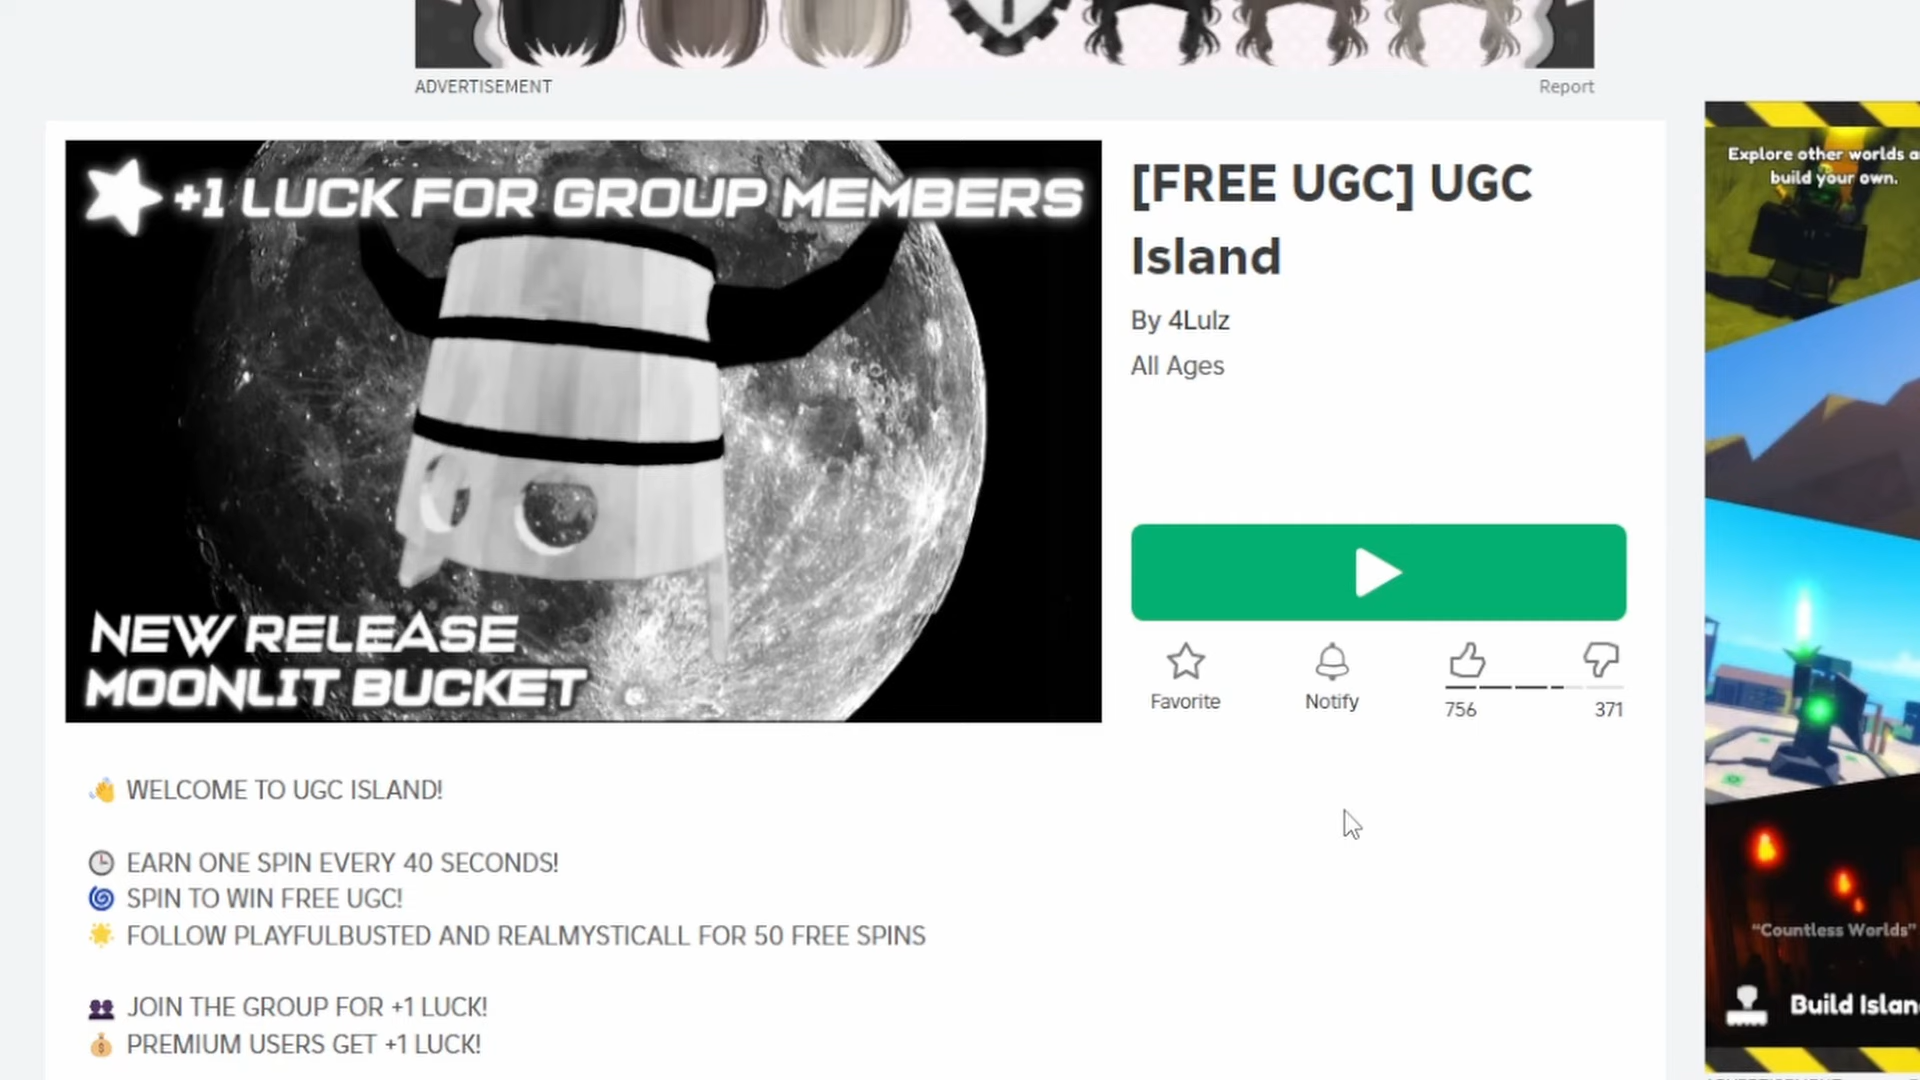 ADVERTISEMENT
Report
+1 LUCK FOR GROUP MEMBERS
NEW RELEASE
MOONLIT BUCKET
[FREE UGC] UGC
Island
By 4Lulz
All Ages
Favorite
Notify
756
371
👋 WELCOME TO UGC ISLAND!
🕒 EARN ONE SPIN EVERY 40 SECONDS!
🌀 SPIN TO WIN FREE UGC!
🌟 FOLLOW PLAYFULBUSTED AND REALMYSTICALL FOR 50 FREE SPINS
👥 JOIN THE GROUP FOR +1 LUCK!
💰 PREMIUM USERS GET +1 LUCK!
Explore other worlds a
build your own.
“Countless Worlds”
Build Islan